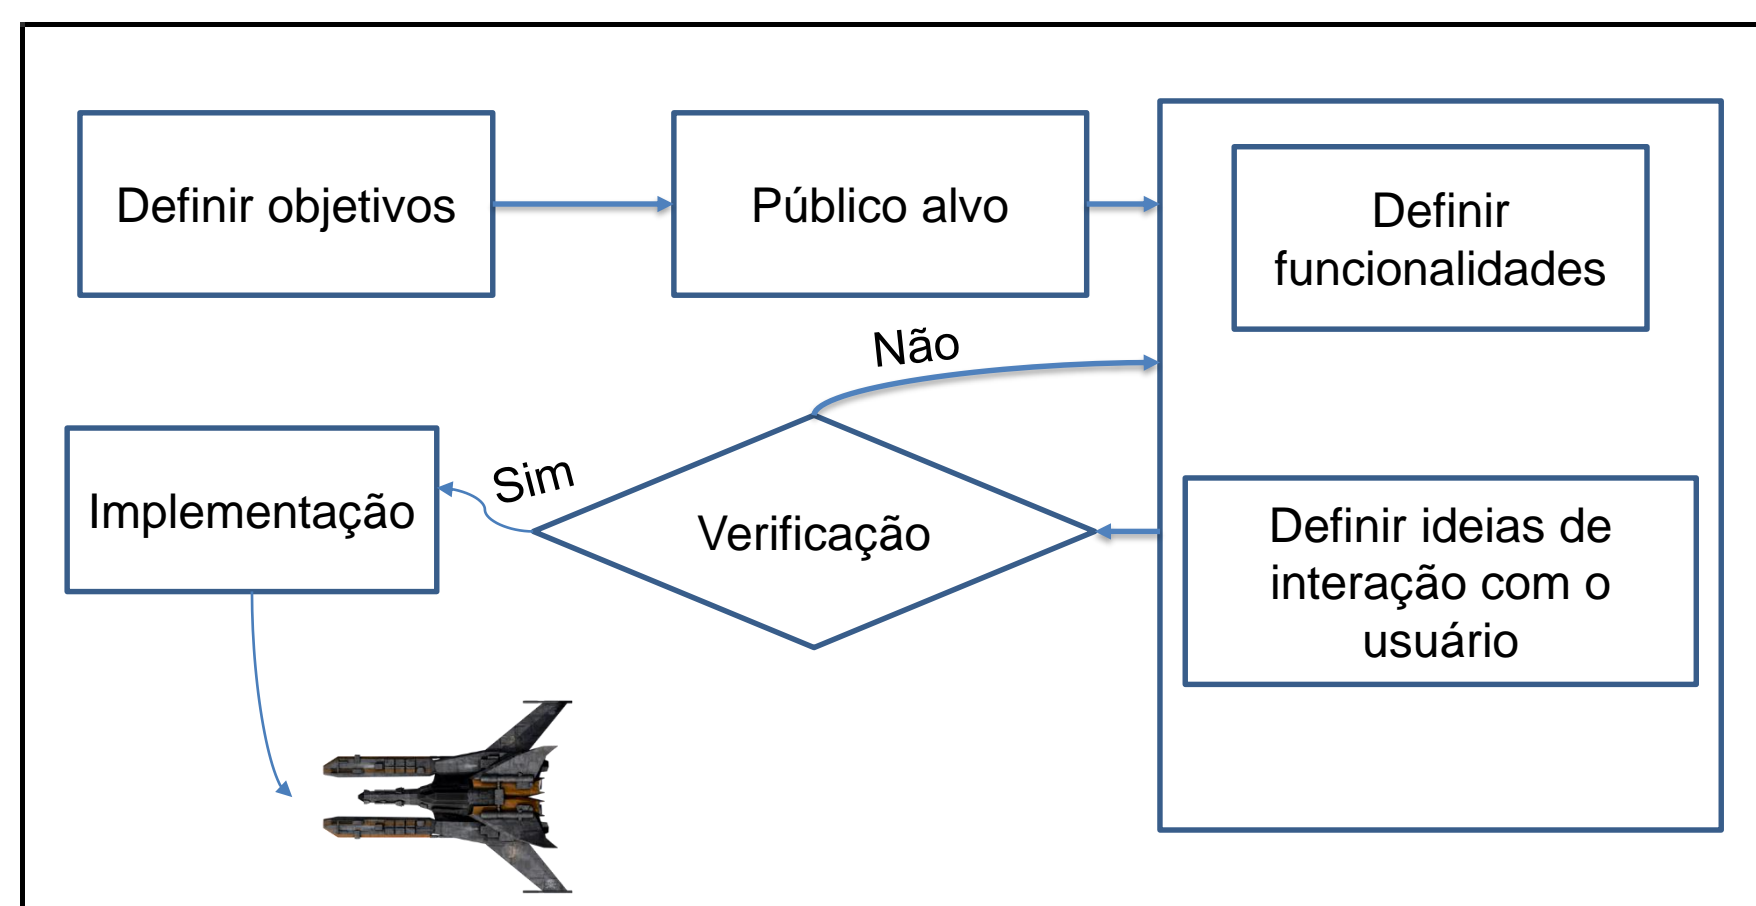 Definir objetivos
Público alvo
Definir
funcionalidades
Não
Sim
Implementação
Verificação
Definir ideias de
interação com o
usuário